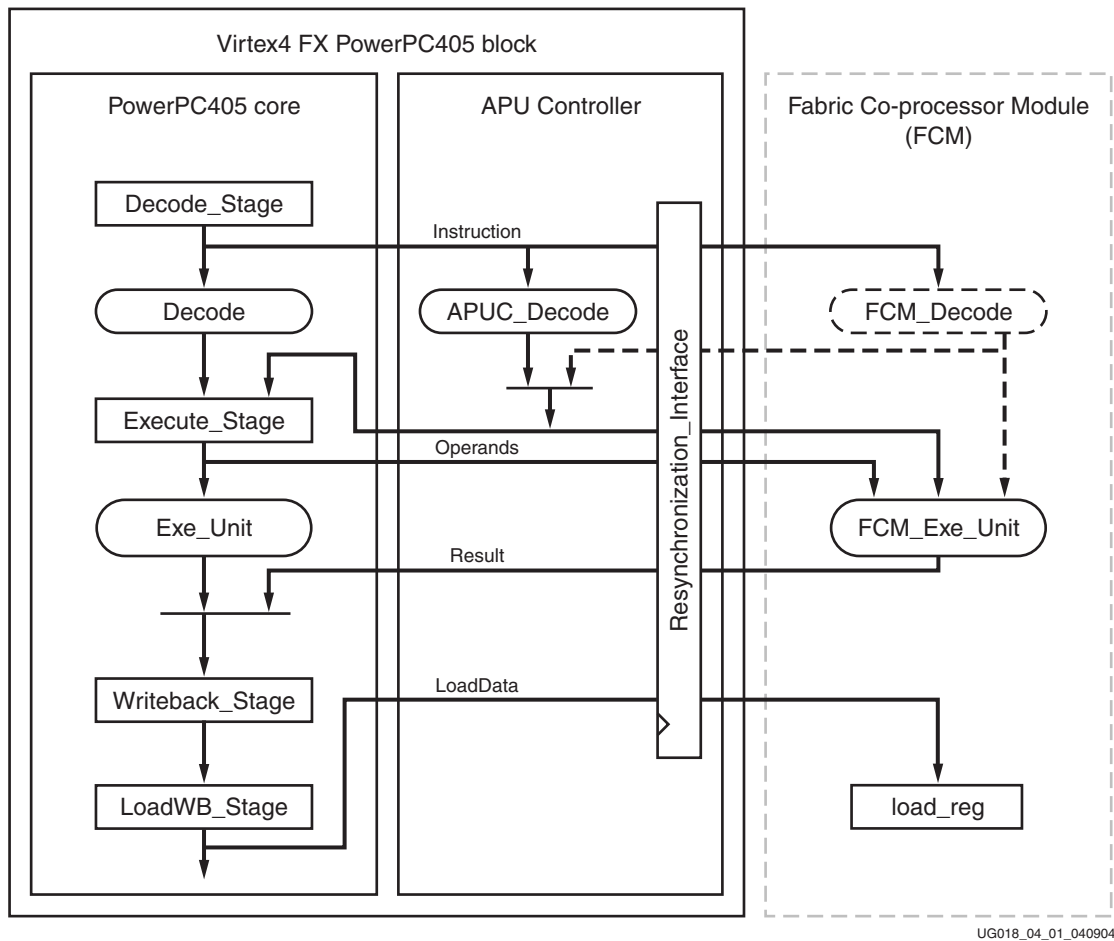 Virtex4 FX PowerPC405 block
PowerPC405 core
APU Controller
Fabric Co-processor Module
(FCM)
Decode_Stage
Instruction
Decode
APUC_Decode
FCM_Decode
Resynchronization_Interface
Execute_Stage
Operands
Exe_Unit
FCM_Exe_Unit
Result
Writeback_Stage
LoadData
LoadWB_Stage
load_reg
UG018_04_01_040904